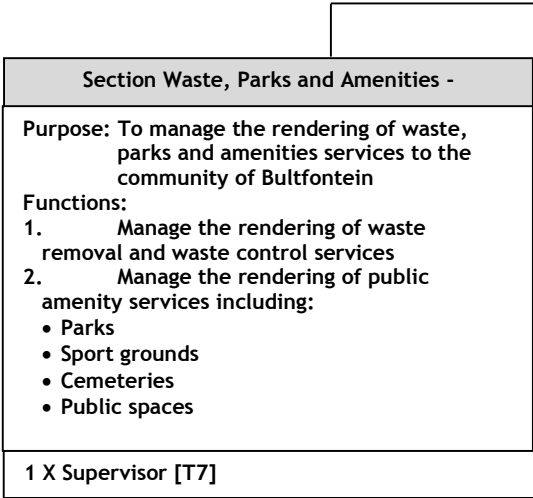 Section Waste, Parks and Amenities -
Purpose: To manage the rendering of waste,
parks and amenities services to the
community of Bultfontein
Functions:
1. Manage the rendering of waste
removal and waste control services
2. Manage the rendering of public
amenity services including:
• Parks
• Sport grounds
• Cemeteries
• Public spaces
1 X Supervisor [T7]